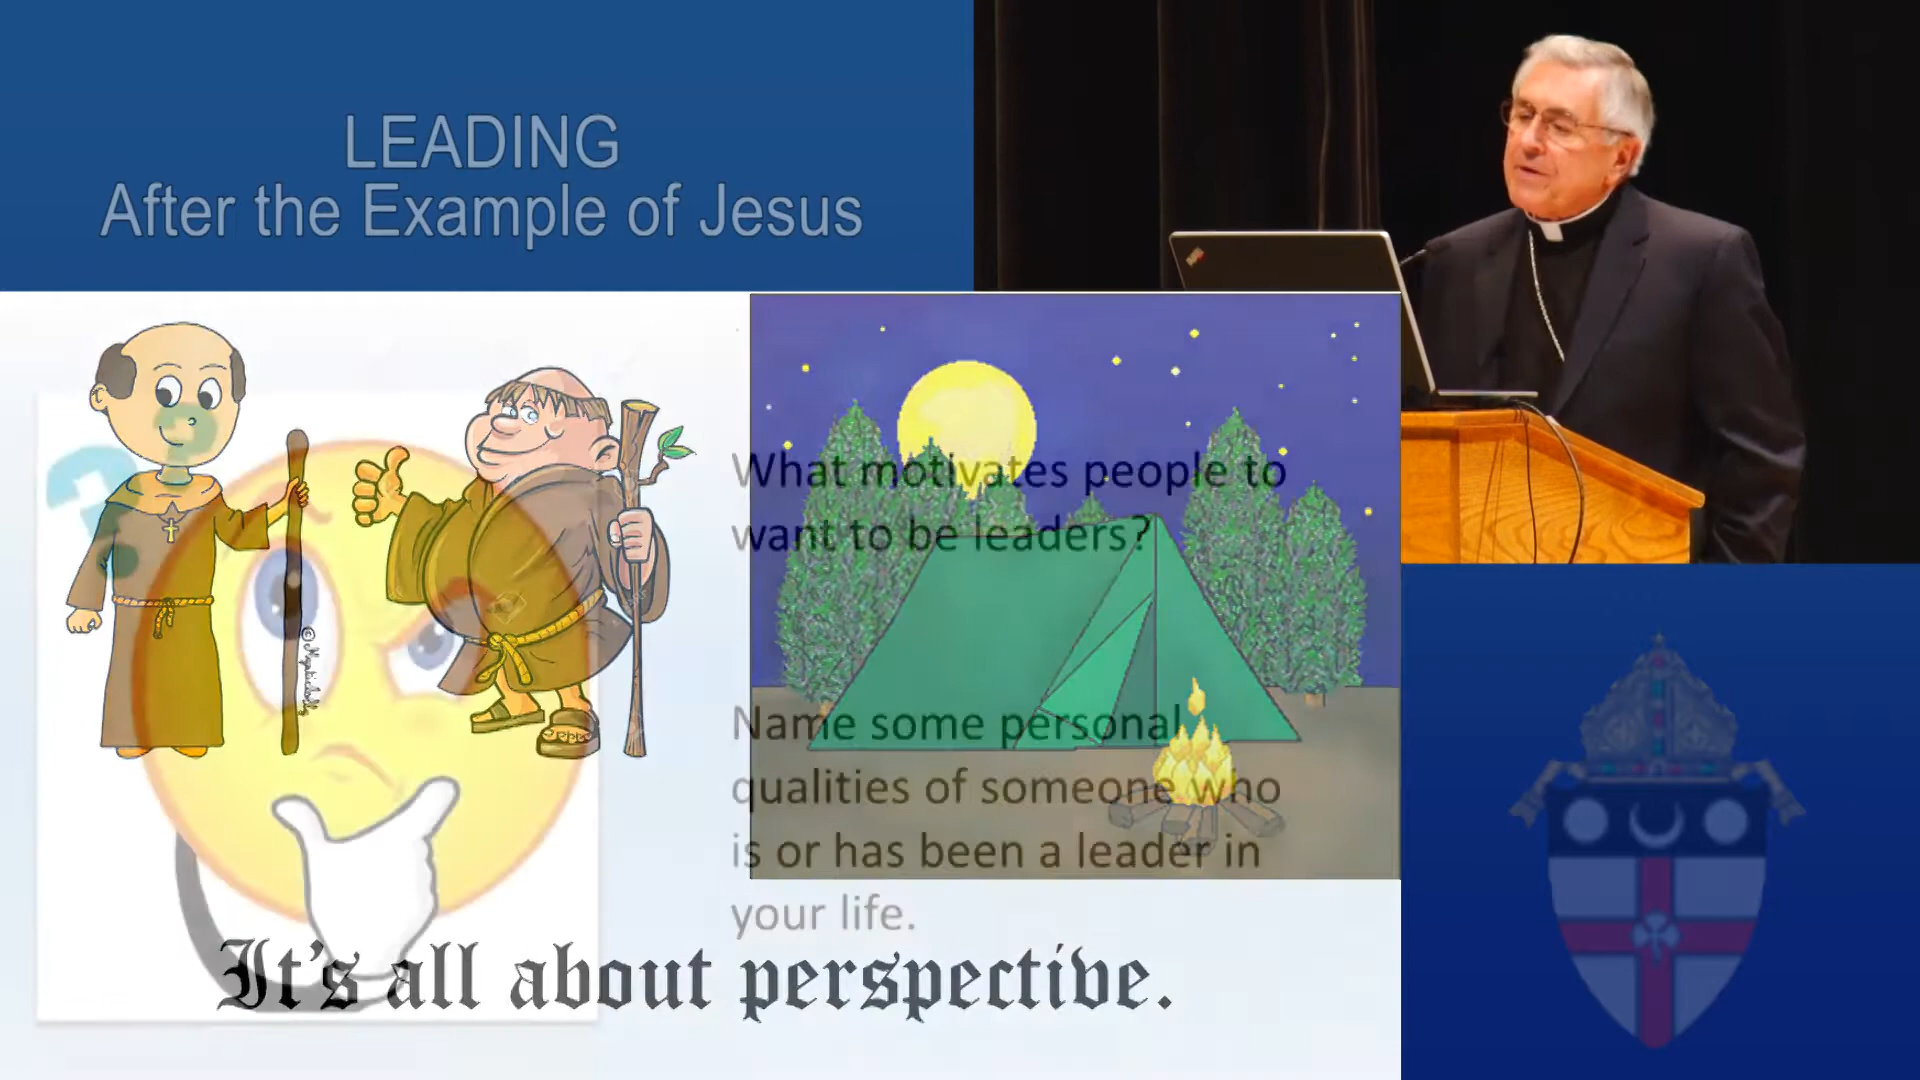 LEADING
After the Example of Jesus
What motivates people to
want to be leaders?
Name some personal
qualities of someone who
is or has been a leader in
your life.
It's all about perspective.